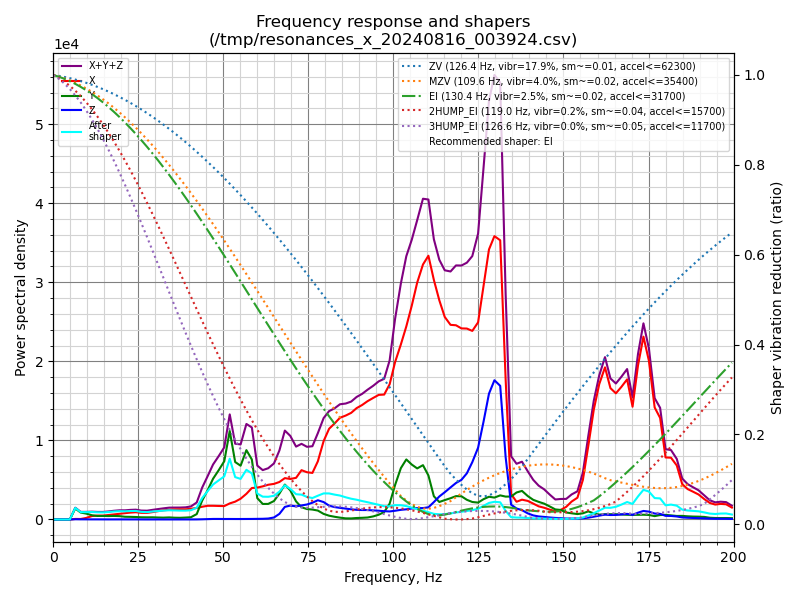 Frequency response and shapers
(/tmp/resonances_x_20240816_003924.csv)
1e4
X+Y+Z
X
Y
Z
After
shaper
ZV (126.4 Hz, vibr=17.9%, sm~=0.01, accel<=62300)
MZV (109.6 Hz, vibr=4.0%, sm~=0.02, accel<=35400)
EI (130.4 Hz, vibr=2.5%, sm~=0.02, accel<=31700)
2HUMP_EI (119.0 Hz, vibr=0.2%, sm~=0.04, accel<=15700)
3HUMP_EI (126.6 Hz, vibr=0.0%, sm~=0.05, accel<=11700)
Recommended shaper: EI
5
4
3
2
1
0
Power spectral density
1.0
0.8
0.6
0.4
0.2
0.0
Shaper vibration reduction (ratio)
0 25 50 75 100 125 150 175 200
Frequency, Hz